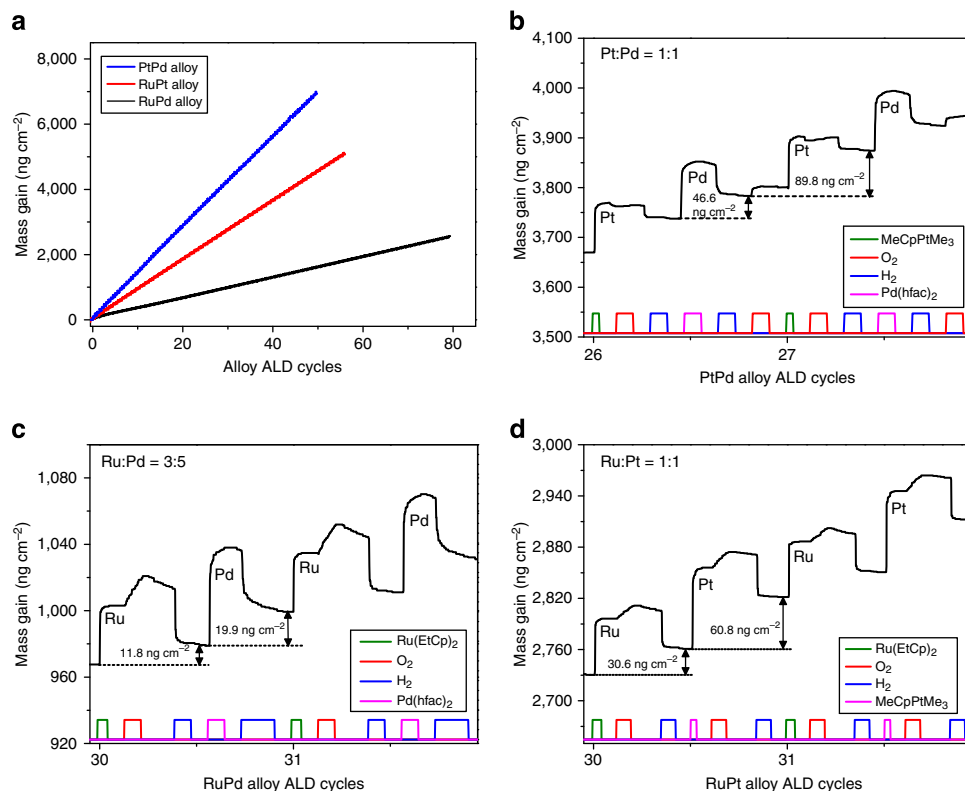 a
8,000
6,000
4,000
2,000
0
Mass gain (ng cm⁻²)
PtPd alloy
RuPt alloy
RuPd alloy
0
20
40
60
80
Alloy ALD cycles
b
4,100
4,000
3,900
3,800
3,700
3,600
3,500
Mass gain (ng cm⁻²)
Pt:Pd = 1:1
Pt
Pd
Pt
Pd
46.6
ng cm⁻²
89.8 ng cm⁻²
MeCpPtMe₃
O₂
H₂
Pd(hfac)₂
26
27
PtPd alloy ALD cycles
c
1,080
1,040
1,000
960
920
Mass gain (ng cm⁻²)
Ru:Pd = 3:5
Ru
Pd
Ru
Pd
11.8 ng cm⁻²
19.9 ng cm⁻²
Ru(EtCp)₂
O₂
H₂
Pd(hfac)₂
30
31
RuPd alloy ALD cycles
d
3,000
2,940
2,880
2,820
2,760
2,700
Mass gain (ng cm⁻²)
Ru:Pt = 1:1
Ru
Pt
Ru
Pt
30.6 ng cm⁻²
60.8 ng cm⁻²
Ru(EtCp)₂
O₂
H₂
MeCpPtMe₃
30
31
RuPt alloy ALD cycles